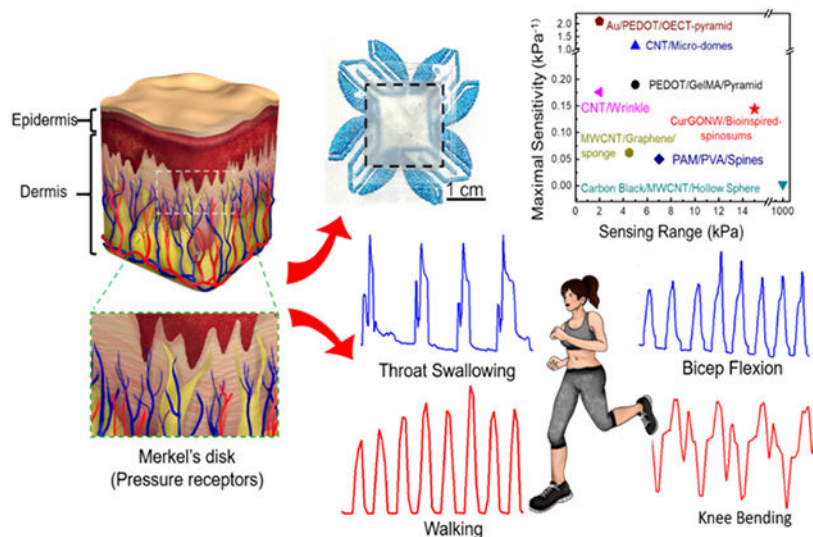 Epidermis
Dermis
Merkel's disk
(Pressure receptors)
1 cm
Maximal Sensitivity (kPa⁻¹)
2.0
1.5
1.0
0.20
0.15
0.10
0.05
0.00
Au/PEDOT/OECT-pyramid
CNT/Micro-domes
PEDOT/GelMA/Pyramid
CNT/Wrinkle
CurGONW/Bioinspired-
spinosums
MWCNT/Graphene/
sponge
PAM/PVA/Spines
Carbon Black/MWCNT/Hollow Sphere
0 2 4 6 8 10 12 14 16 1000
Sensing Range (kPa)
Throat Swallowing
Bicep Flexion
Walking
Knee Bending